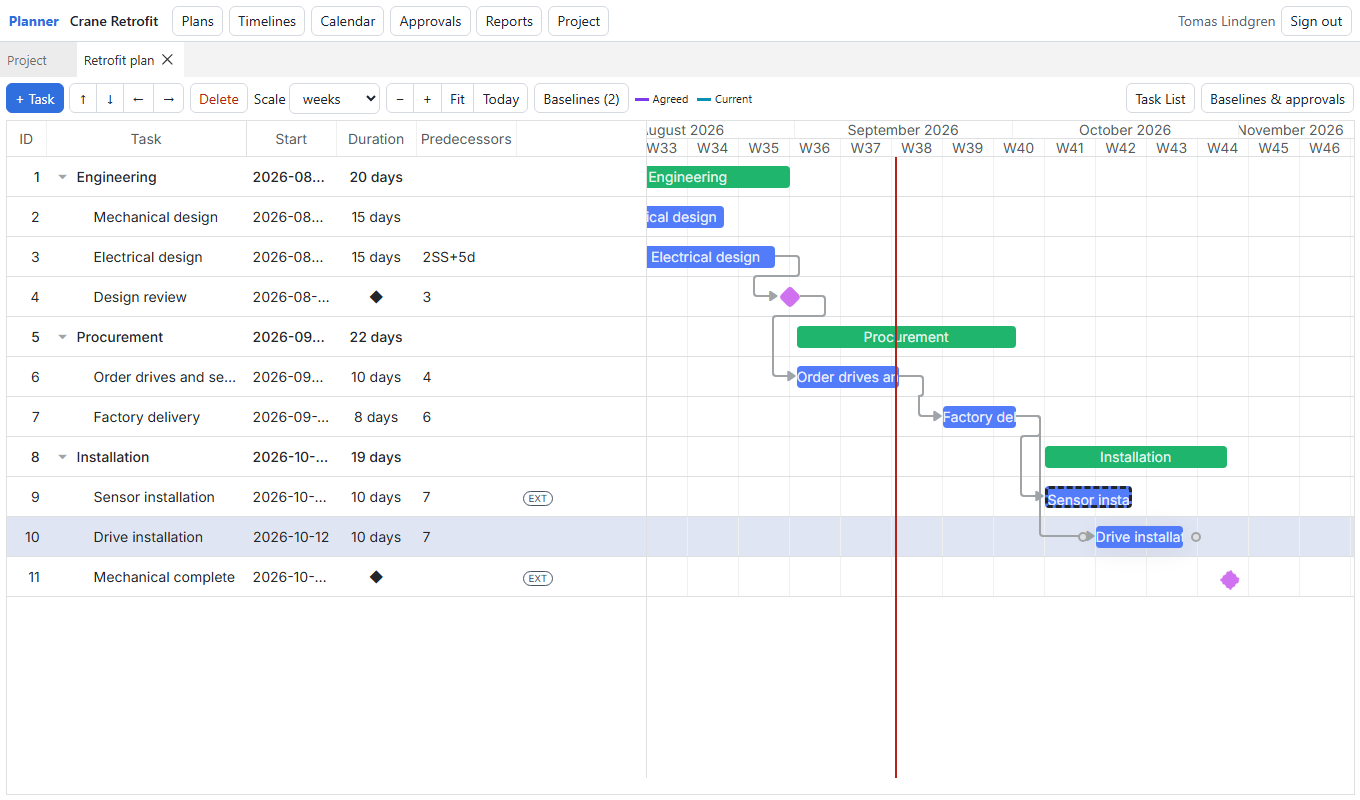 Planner Crane Retrofit Plans Timelines Calendar Approvals Reports Project Tomas Lindgren Sign out
Project Retrofit plan
+ Task ↑ ↓ ← → Delete Scale weeks − + Fit Today Baselines (2) Agreed Current Task List Baselines & approvals
ID Task Start Duration Predecessors
August 2026 September 2026 October 2026 November 2026
W33 W34 W35 W36 W37 W38 W39 W40 W41 W42 W43 W44 W45 W46
1 Engineering 2026-08... 20 days Engineering
2 Mechanical design 2026-08... 15 days ical design
3 Electrical design 2026-08... 15 days 2SS+5d Electrical design
4 Design review 2026-08-... 3
5 Procurement 2026-09... 22 days Procurement
6 Order drives and se... 2026-09... 10 days 4 Order drives an
7 Factory delivery 2026-09-... 8 days 6 Factory del
8 Installation 2026-10-... 19 days Installation
9 Sensor installation 2026-10-... 10 days 7 EXT Sensor insta
10 Drive installation 2026-10-12 10 days 7 Drive installat
11 Mechanical complete 2026-10-... EXT